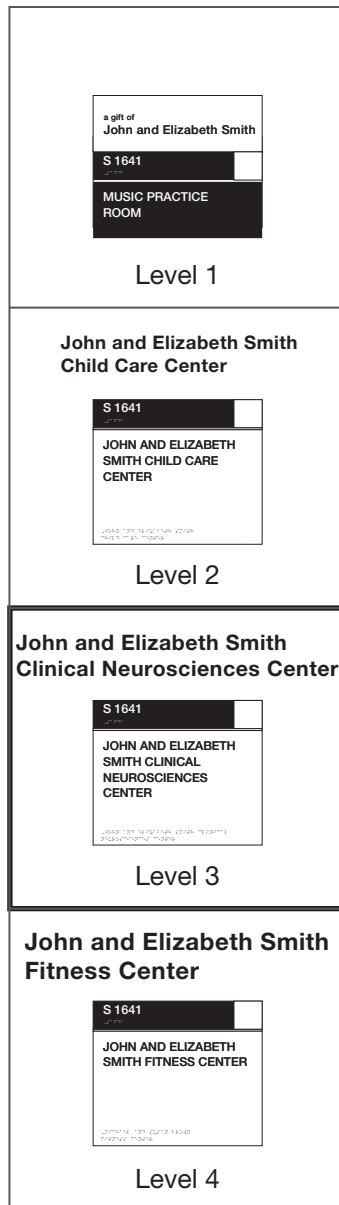 a gift of
John and Elizabeth Smith
S 1641
MUSIC PRACTICE
ROOM
Level 1
John and Elizabeth Smith
Child Care Center
S 1641
JOHN AND ELIZABETH
SMITH CHILD CARE
CENTER
Level 2
John and Elizabeth Smith
Clinical Neurosciences Center
S 1641
JOHN AND ELIZABETH
SMITH CLINICAL
NEUROSCIENCES
CENTER
Level 3
John and Elizabeth Smith
Fitness Center
S 1641
JOHN AND ELIZABETH
SMITH FITNESS CENTER
Level 4